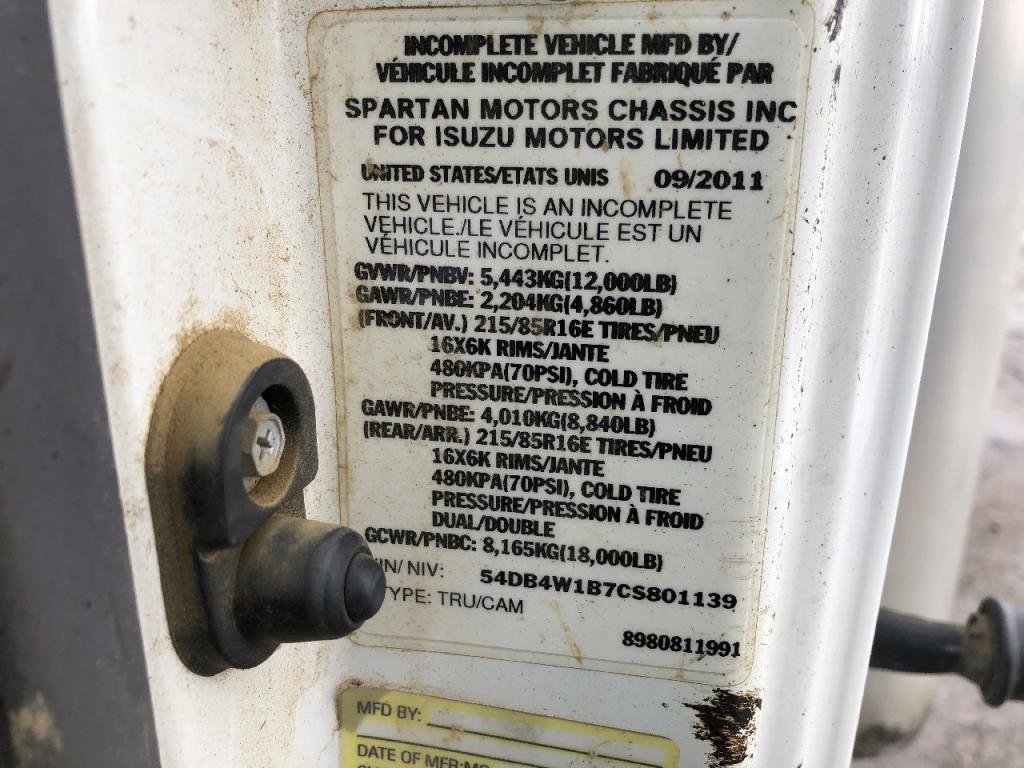 INCOMPLETE VEHICLE MFD BY/
VÉHICULE INCOMPLET FABRIQUÉ PAR
SPARTAN MOTORS CHASSIS INC
FOR ISUZU MOTORS LIMITED
UNITED STATES/ETATS UNIS 09/2011
THIS VEHICLE IS AN INCOMPLETE
VEHICLE./LE VÉHICULE EST UN
VÉHICULE INCOMPLET.
GVWR/PNBV: 5,443KG(12,000LB)
GAWR/PNBE: 2,204KG(4,860LB)
(FRONT/AV.) 215/85R16E TIRES/PNEU
16X6K RIMS/JANTE
480KPA(70PSI), COLD TIRE
PRESSURE/PRESSION À FROID
GAWR/PNBE: 4,010KG(8,840LB)
(REAR/ARR.) 215/85R16E TIRES/PNEU
16X6K RIMS/JANTE
480KPA(70PSI), COLD TIRE
PRESSURE/PRESSION À FROID
DUAL/DOUBLE
GCWR/PNBC: 8,165KG(18,000LB)
VIN/NIV: 54DB4W1B7CS801139
TYPE: TRU/CAM
8980811991
MFD BY:
DATE OF MFR:MO